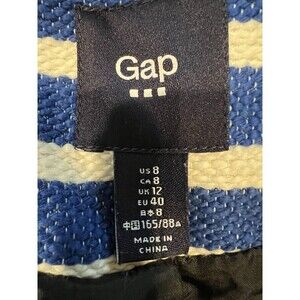 Gap
US 8
CA 8
UK 12
EU 40
日本 8
中国 165/88A
MADE IN
CHINA